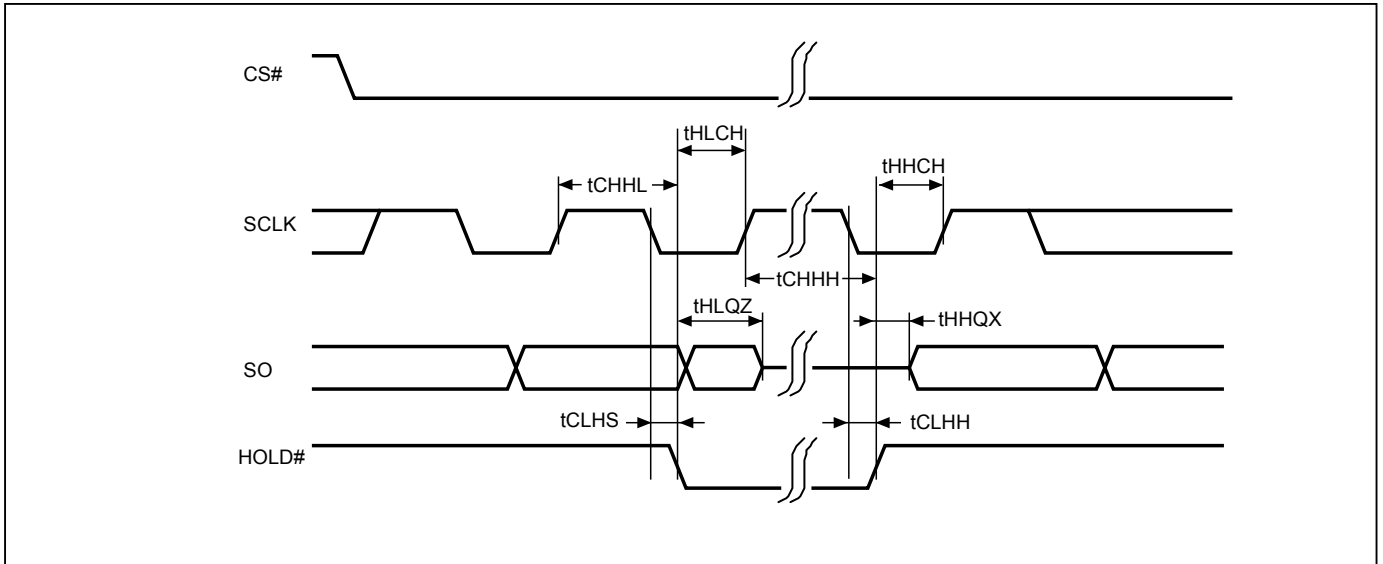 CS#
tHLCH
tHHCH
tCHHL
SCLK
tCHHH
tHLQZ
tHHQX
SO
tCLHS
tCLHH
HOLD#